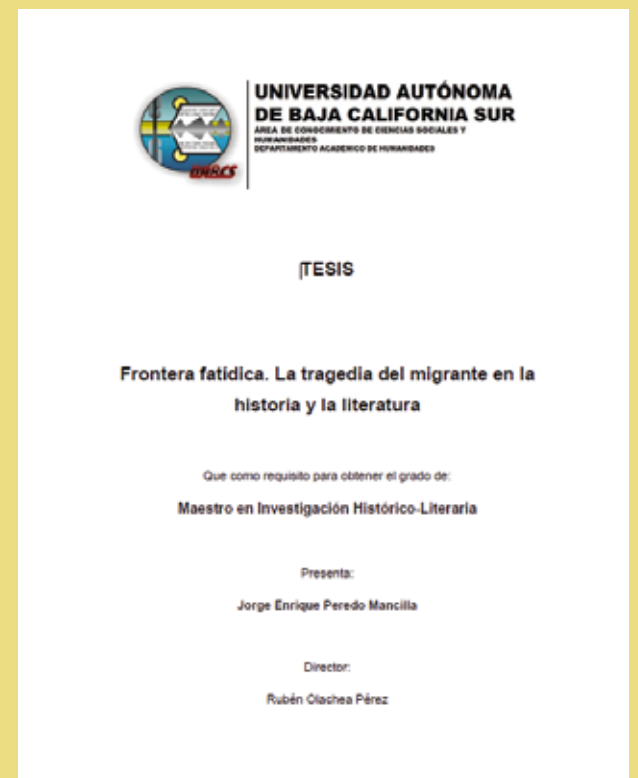 UNIVERSIDAD AUTÓNOMA
DE BAJA CALIFORNIA SUR
ÁREA DE CONOCIMIENTO DE CIENCIAS SOCIALES Y
HUMANIDADES
DEPARTAMENTO ACADÉMICO DE HUMANIDADES
UABCS
TESIS
Frontera fatídica. La tragedia del migrante en la
historia y la literatura
Que como requisito para obtener el grado de:
Maestro en Investigación Histórico-Literaria
Presenta:
Jorge Enrique Peredo Mancilla
Director:
Rubén Olachea Pérez